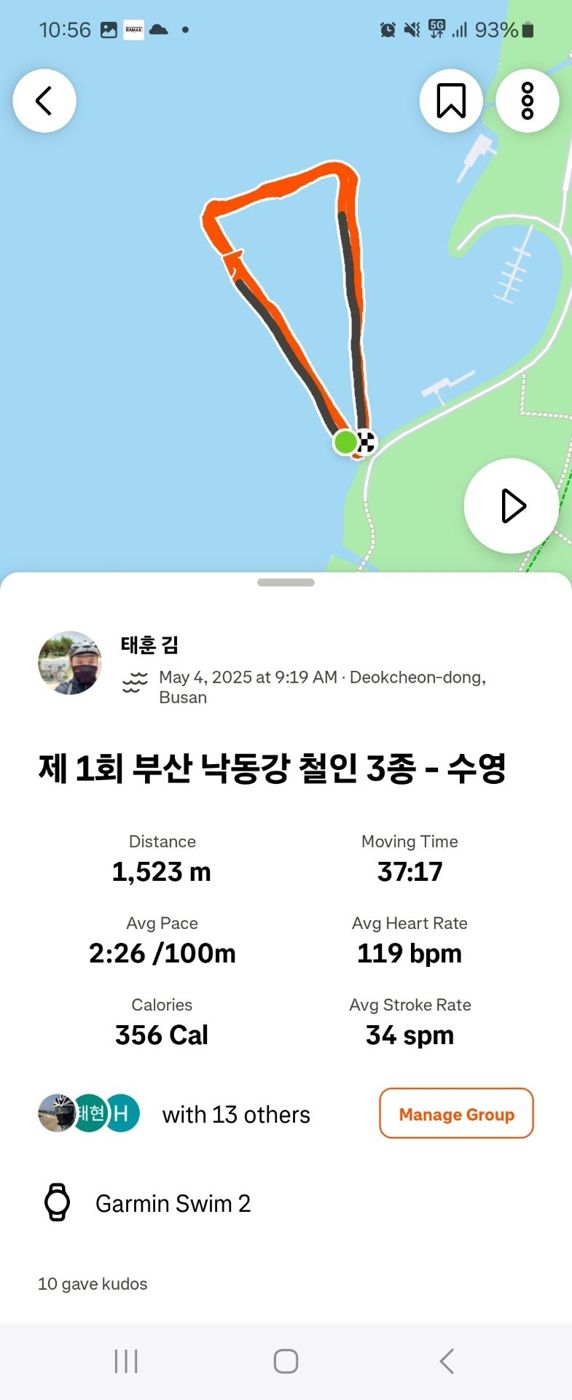 10:56
5G
93%
태훈 김
May 4, 2025 at 9:19 AM · Deokcheon-dong,
Busan
제 1회 부산 낙동강 철인 3종 - 수영
Distance
Moving Time
1,523 m
37:17
Avg Pace
Avg Heart Rate
2:26 /100m
119 bpm
Calories
Avg Stroke Rate
356 Cal
34 spm
태현
H
with 13 others
Manage Group
Garmin Swim 2
10 gave kudos